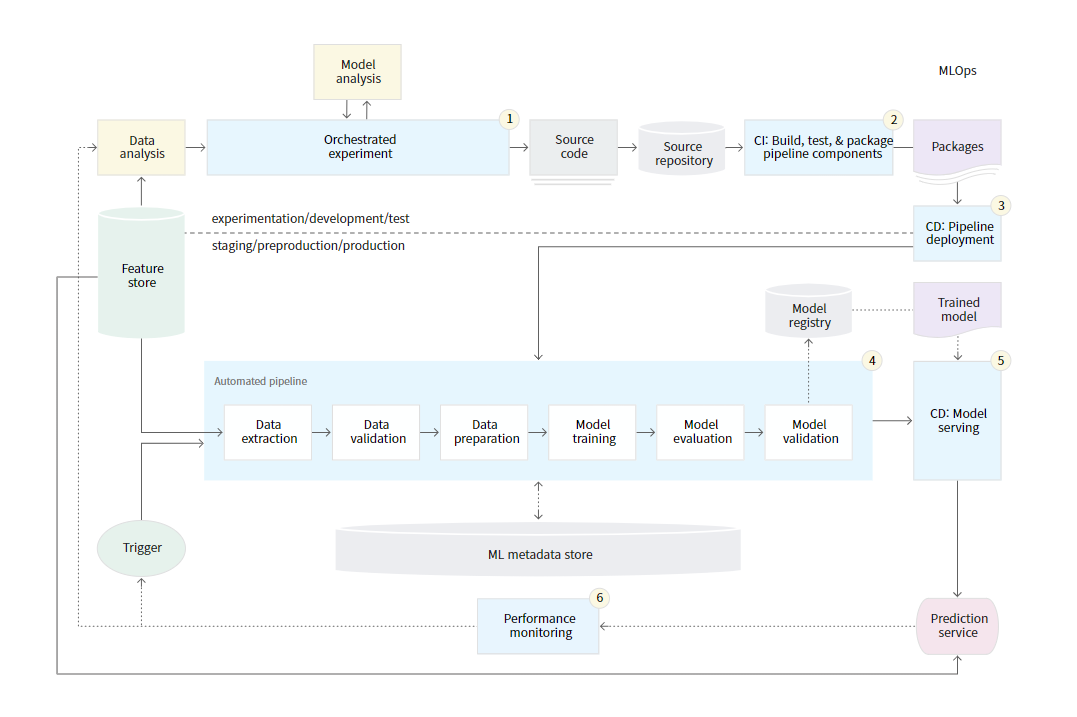 Model
analysis
MLOps
1
2
Data
analysis
Orchestrated
experiment
Source
code
Source
repository
CI: Build, test, & package
pipeline components
Packages
3
experimentation/development/test
staging/preproduction/production
CD: Pipeline
deployment
Feature
store
Model
registry
Trained
model
4
5
Automated pipeline
Data
extraction
Data
validation
Data
preparation
Model
training
Model
evaluation
Model
validation
CD: Model
serving
Trigger
ML metadata store
6
Performance
monitoring
Prediction
service